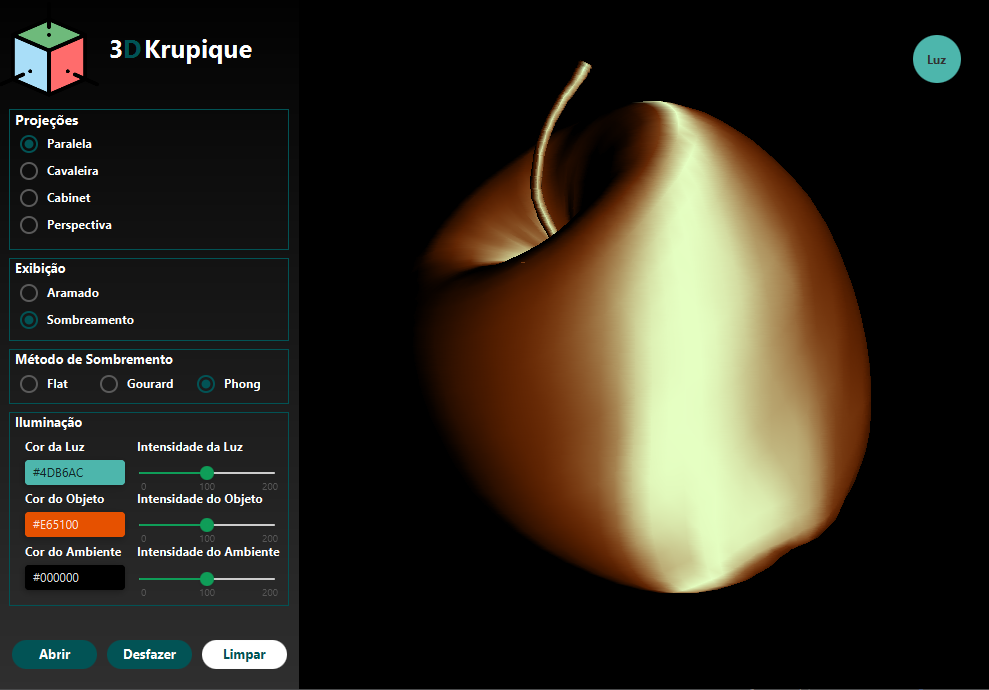 3DKrupique
Luz
Projeções
Paralela
Cavaleira
Cabinet
Perspectiva
Exibição
Aramado
Sombreamento
Método de Sombremento
Flat Gourard Phong
Iluminação
Cor da Luz Intensidade da Luz
#4DB6AC
0 100 200
Cor do Objeto Intensidade do Objeto
#E65100
0 100 200
Cor do Ambiente Intensidade do Ambiente
#000000
0 100 200
Abrir Desfazer Limpar